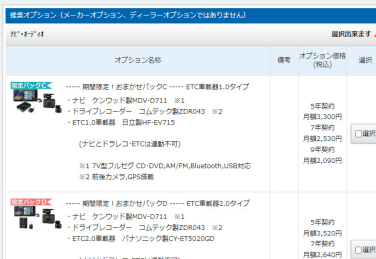 推奨オプション（メーカーオプション、ディーラーオプションではありません）
ナビ・オーディオ
選択出来ます
オプション名称
備考
オプション価格
(税込)
選択
限定パックC
----- 期間限定！おまかせパックC ----- ETC車載器1.0タイプ
・ナビ ケンウッド製MDV-D711 ※1
・ドライブレコーダー コムテック製ZDR043 ※2
・ETC1.0車載器 日立製HF-EV715
(ナビとドラレコ･ETCは連動不可)
※1 7V型フルセグ CD･DVD,AM/FM,Bluetooth,USB対応
※2 前後カメラ,GPS搭載
5年契約
月額3,300円
7年契約
月額2,530円
9年契約
月額2,090円
選択
限定パックD
----- 期間限定！おまかせパックD ----- ETC車載器2.0タイプ
・ナビ ケンウッド製MDV-D711 ※1
・ドライブレコーダー コムテック製ZDR043 ※2
・ETC2.0車載器 パナソニック製CY-ET5020GD
5年契約
月額3,520円
7年契約
月額2,640円
選択